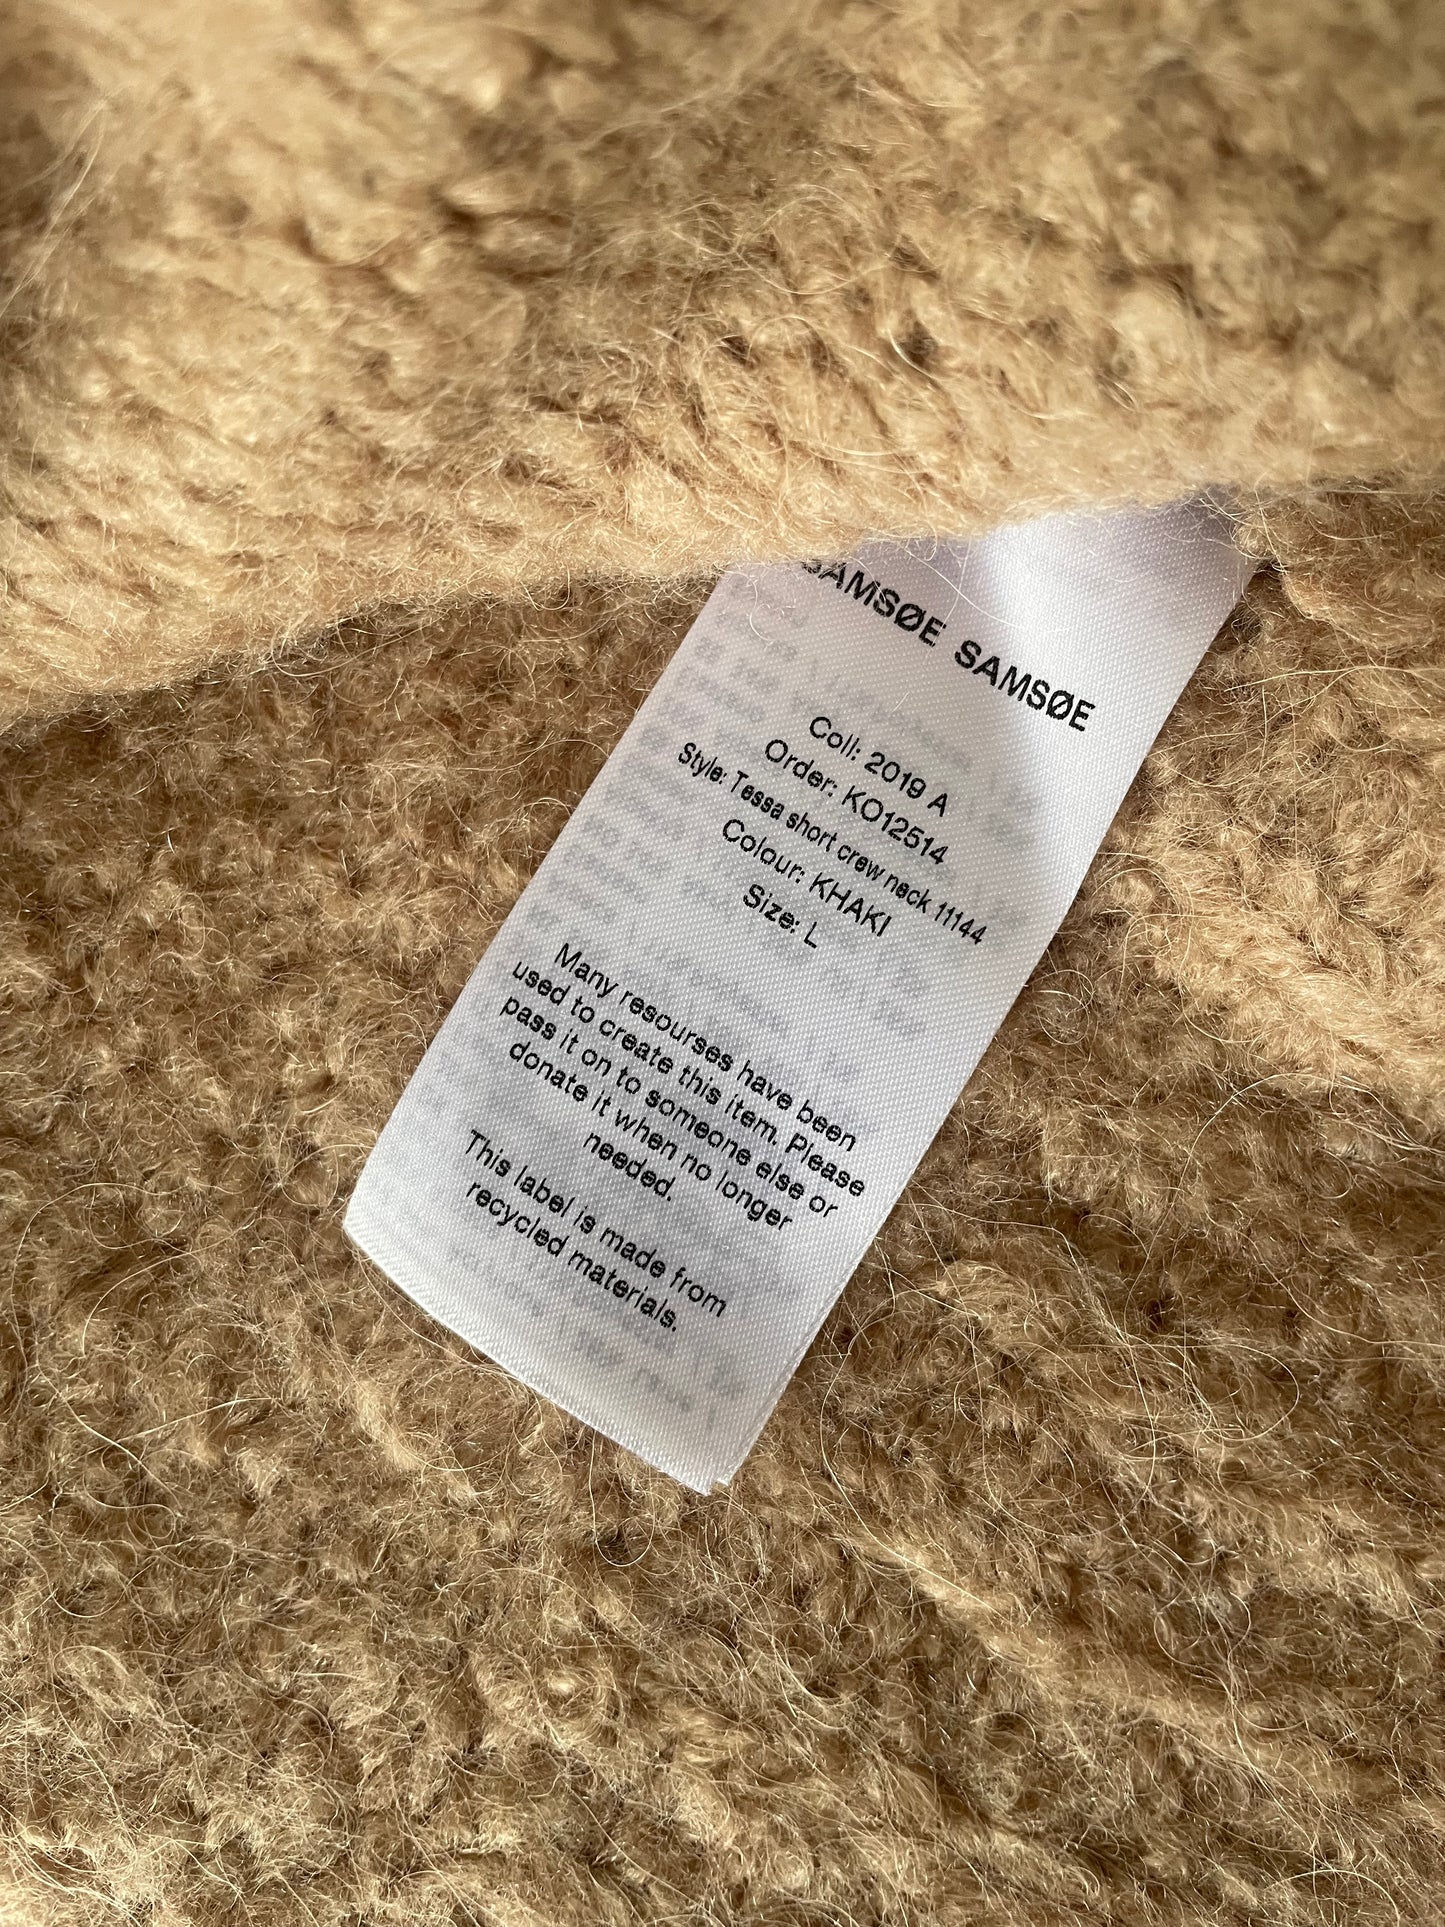 SAMSØE SAMSØE
Coll: 2019 A
Order: KO12514
Style: Tessa short crew neck 11144
Colour: KHAKI
Size: L
Many resourses have been
used to create this item. Please
pass it on to someone else or
donate it when no longer
needed.
This label is made from
recycled materials.